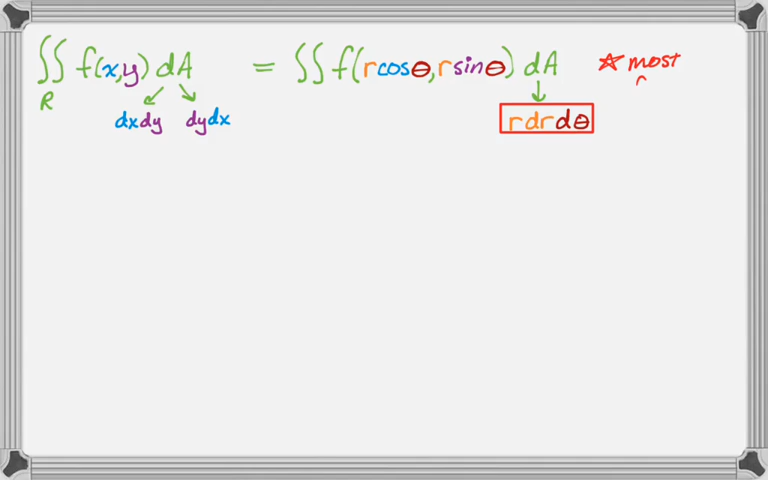 ∬ f(x,y) dA = ∬ f(rcosθ, rsinθ) dA ☆ most
R
dxdy dydx rdrdθ